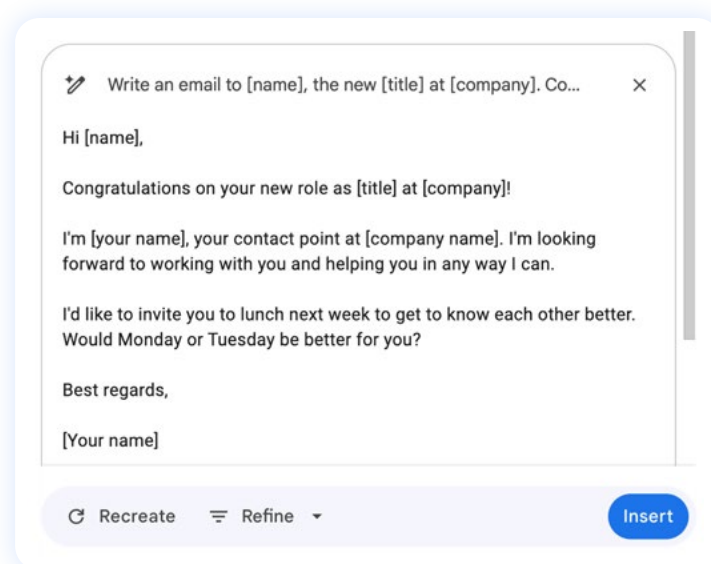 Write an email to [name], the new [title] at [company]. Co...
Hi [name],
Congratulations on your new role as [title] at [company]!
I'm [your name], your contact point at [company name]. I'm looking
forward to working with you and helping you in any way I can.
I'd like to invite you to lunch next week to get to know each other better.
Would Monday or Tuesday be better for you?
Best regards,
[Your name]
Recreate Refine Insert